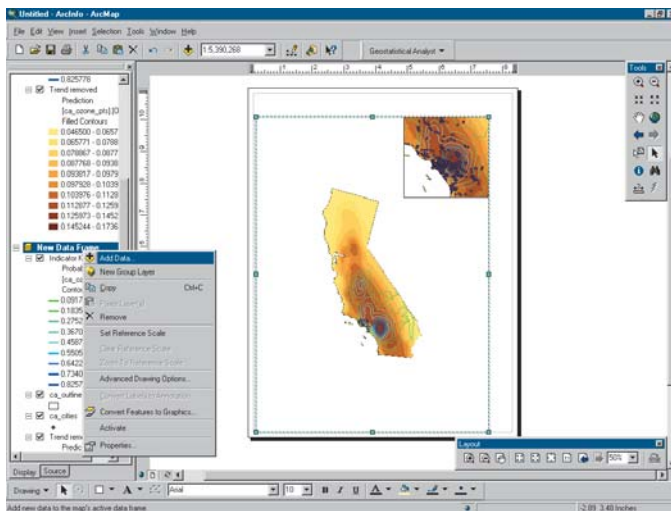 Untitled - ArcInfo - ArcMap
File Edit View Insert Selection Tools Window Help
1:5,390,268
Geostatistical Analyst
0.825778
Trend removed
Prediction
[ca_ozone_pts].[O
Filled Contours
0.046500 - 0.0657
0.065771 - 0.0788
0.078867 - 0.0877
0.087768 - 0.0938
0.093817 - 0.0979
0.097928 - 0.1039
0.103976 - 0.1128
0.112877 - 0.1259
0.125973 - 0.1452
0.145244 - 0.1736
New Data Frame
Indicator K
Probab
[ca_oz
Contou
0.0917
0.1835
0.2752
0.3670
0.4587
0.5505
0.6422
0.7340
0.8257
ca_outline
ca_cities
Trend rem
Predic
Add Data...
New Group Layer
Copy Ctrl+C
Paste Layer(s)
Remove
Set Reference Scale
Clear Reference Scale
Zoom To Reference Scale
Advanced Drawing Options...
Convert Labels to Annotation
Convert Features to Graphics...
Activate
Properties...
Tools
Layout
50%
Display Source
Drawing
Arial
10
B I U A
Add new data to the map's active data frame
-2.89 3.48 Inches